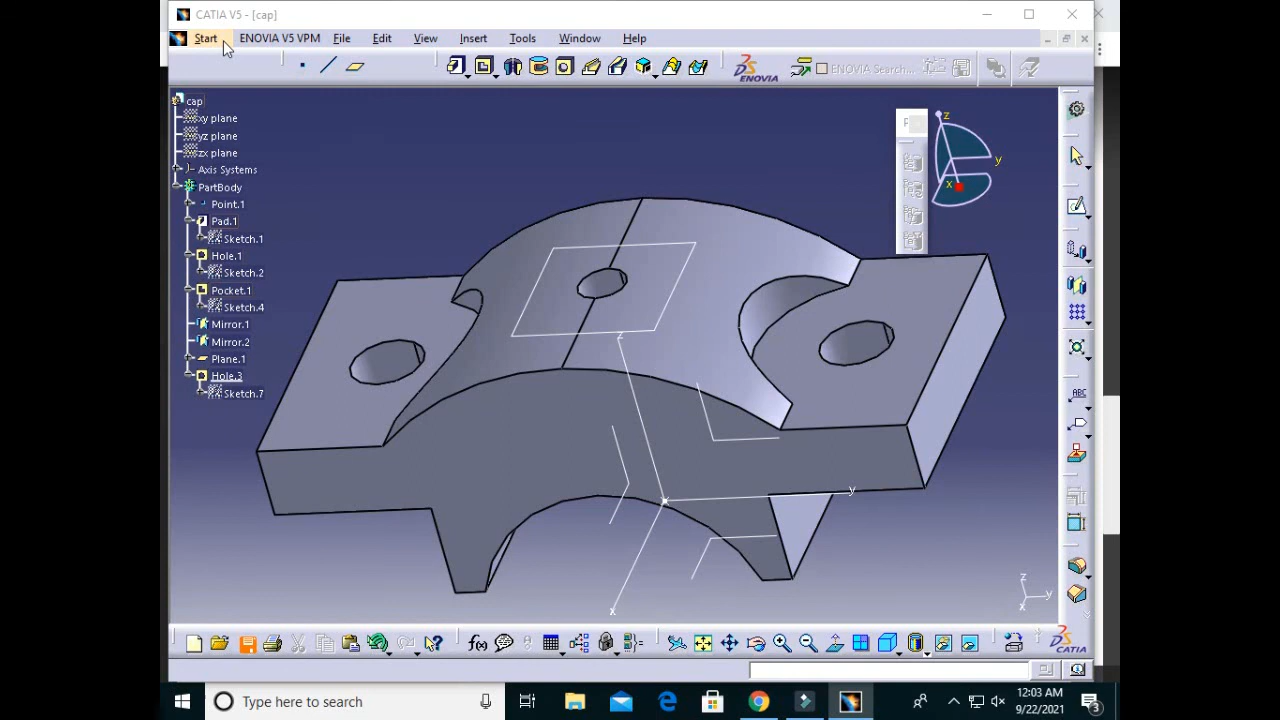 CATIA V5 - [cap]
Start ENOVIA V5 VPM File Edit View Insert Tools Window Help
ENOVIA
ENOVIA Search...
cap
xy plane
yz plane
zx plane
Axis Systems
PartBody
Point.1
Pad.1
Sketch.1
Hole.1
Sketch.2
Pocket.1
Sketch.4
Mirror.1
Mirror.2
Plane.1
Hole.3
Sketch.7
z
y
x
z
y
x
z
y
x
ABC
f(x)
CATIA
Type here to search
12:03 AM
9/22/2021
3